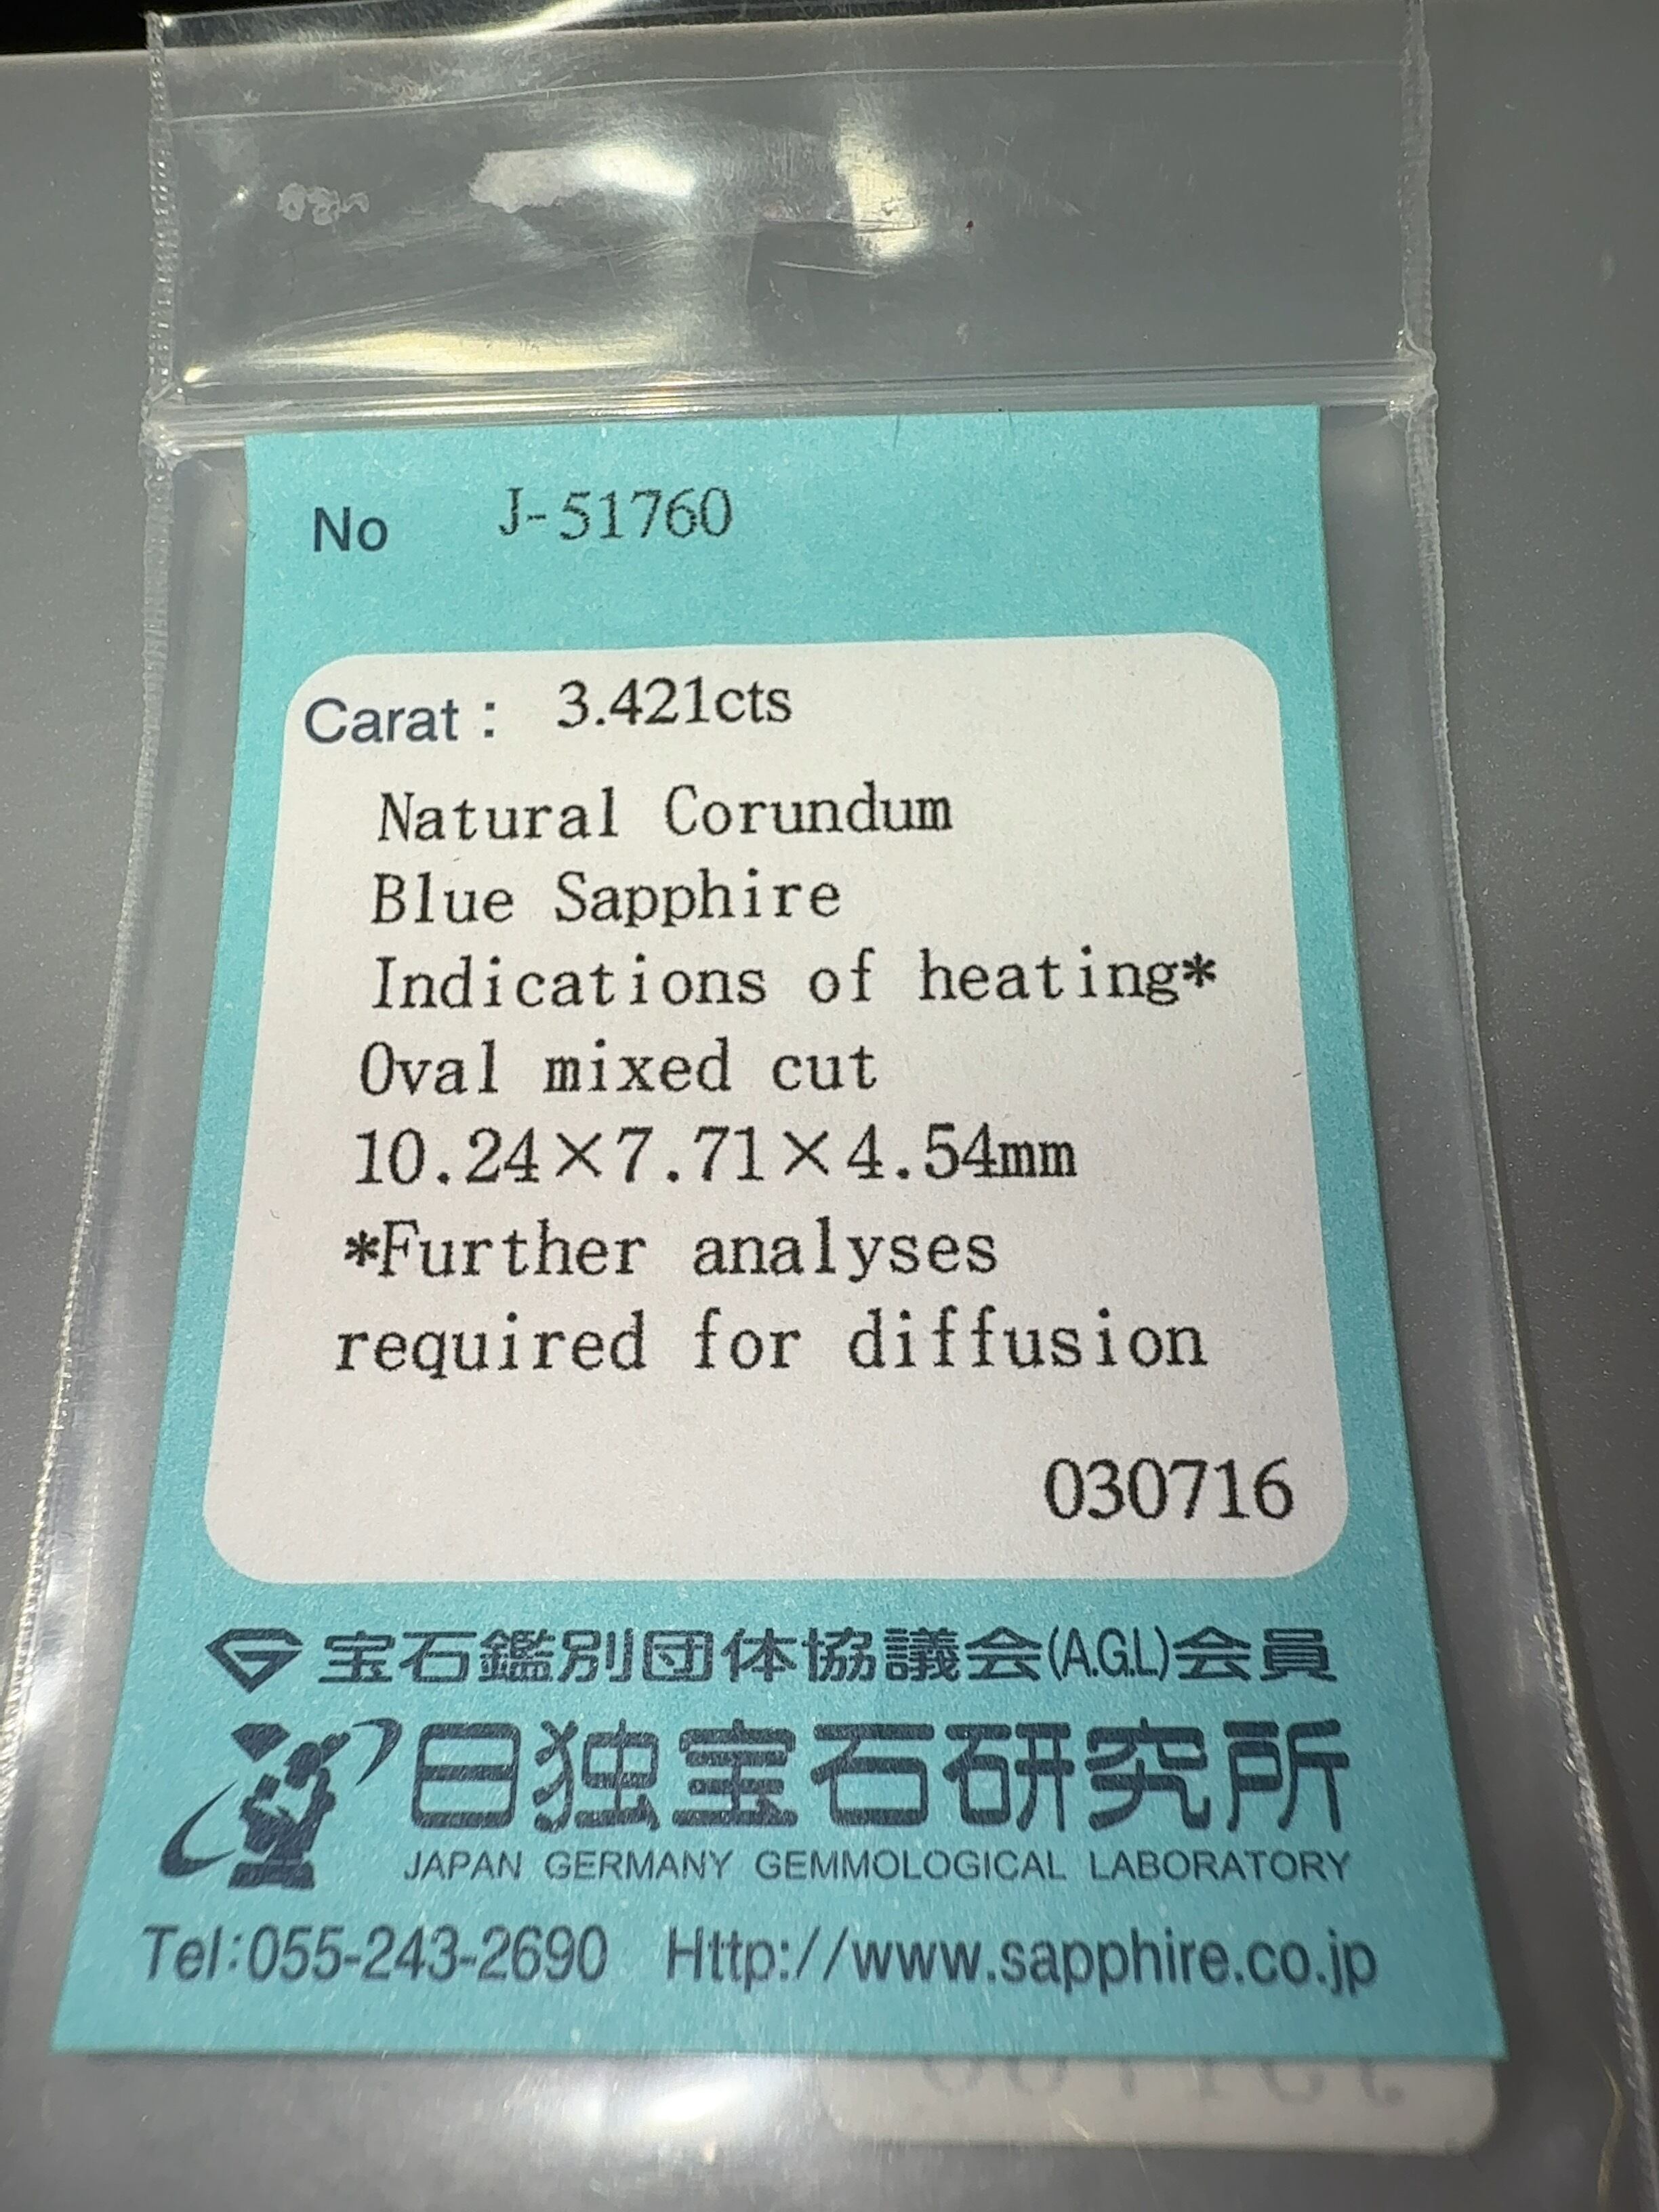 No J-51760
Carat : 3.421cts
Natural Corundum
Blue Sapphire
Indications of heating*
Oval mixed cut
10.24×7.71×4.54mm
*Further analyses
required for diffusion
030716
宝石鑑別団体協議会(A.G.L)会員
日独宝石研究所
JAPAN GERMANY GEMMOLOGICAL LABORATORY
Tel:055-243-2690 Http://www.sapphire.co.jp